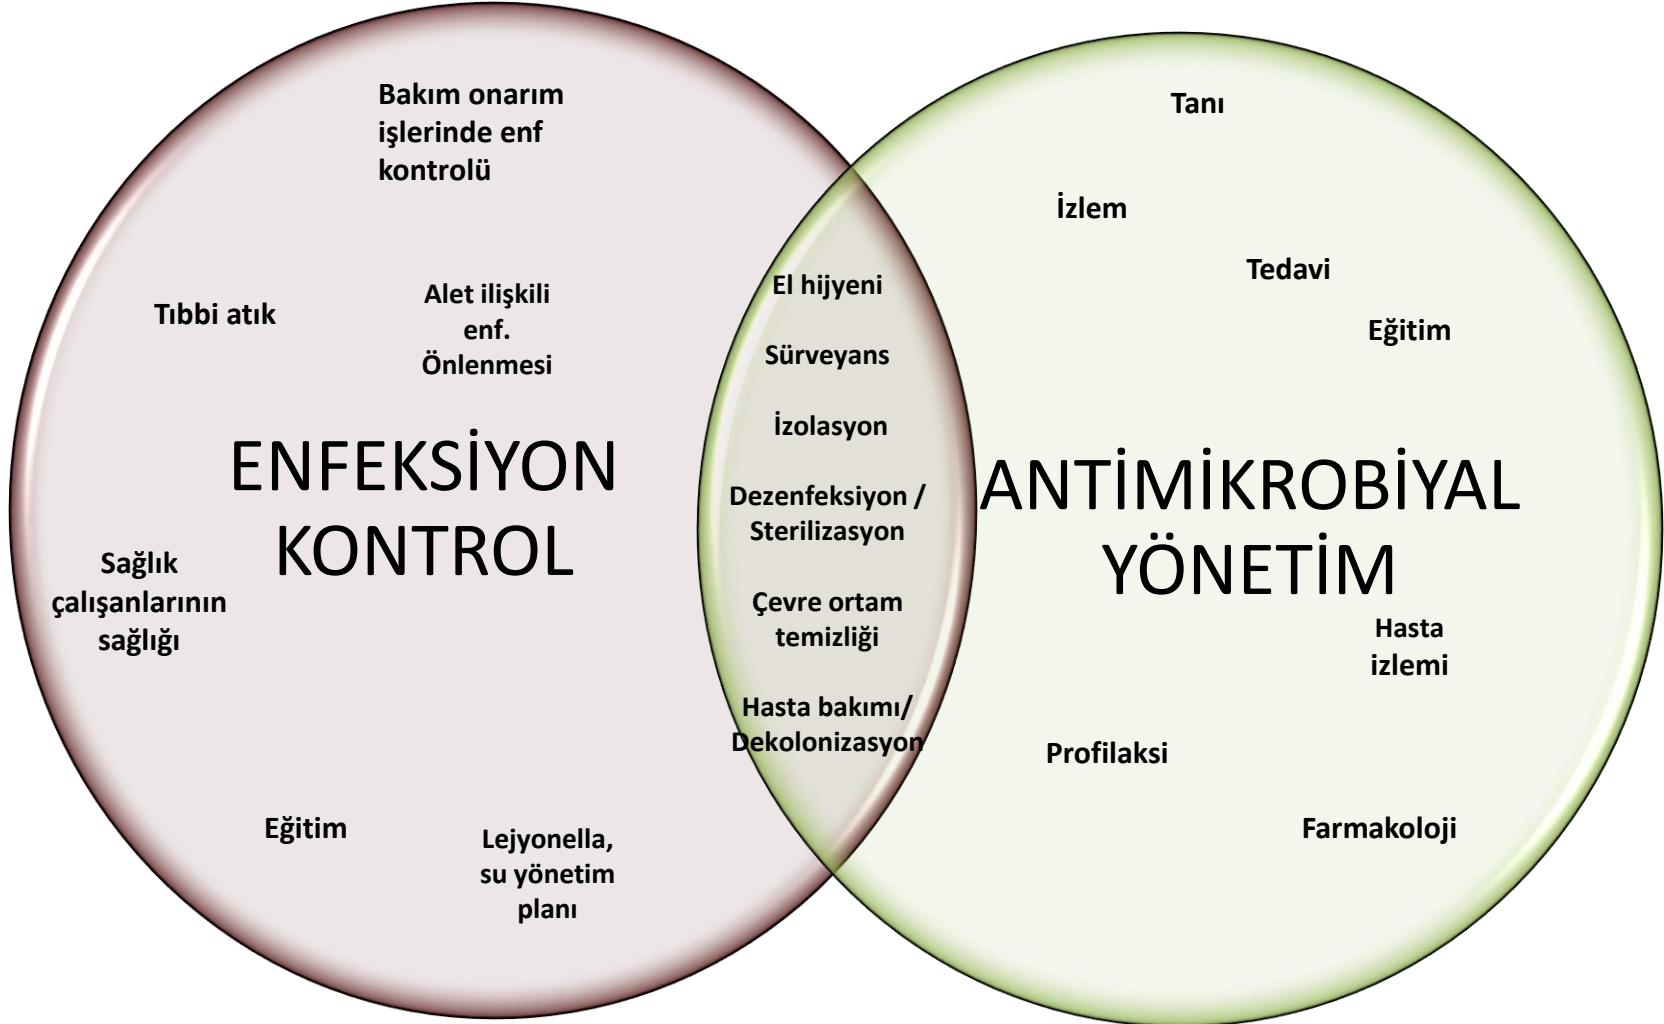 Bakım onarım
işlerinde enf
kontrolü
Tıbbi atık
Alet ilişkili
enf.
Önlenmesi
ENFEKSİYON
KONTROL
Sağlık
çalışanlarının
sağlığı
Eğitim
Lejyonella,
su yönetim
planı
El hijyeni
Sürveyans
İzolasyon
Dezenfeksiyon /
Sterilizasyon
Çevre ortam
temizliği
Hasta bakımı/
Dekolonizasyon
Tanı
İzlem
Tedavi
Eğitim
ANTİMİKROBİYAL
YÖNETİM
Hasta
izlemi
Profilaksi
Farmakoloji